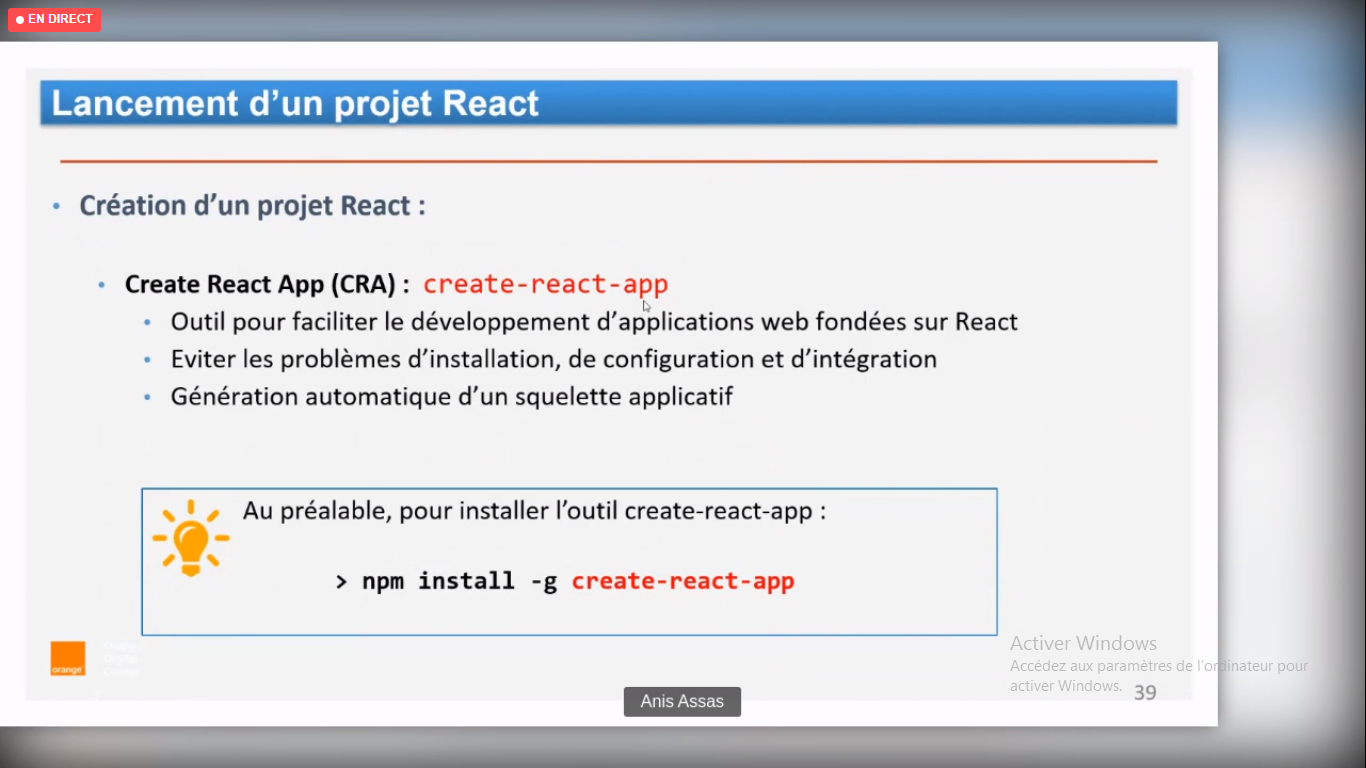 EN DIRECT
Lancement d’un projet React
• Création d’un projet React :
• Create React App (CRA) : create-react-app
• Outil pour faciliter le développement d’applications web fondées sur React
• Eviter les problèmes d’installation, de configuration et d’intégration
• Génération automatique d’un squelette applicatif
Au préalable, pour installer l’outil create-react-app :
> npm install -g create-react-app
orange
Orange
Digital
Center
Activer Windows
Accédez aux paramètres de l'ordinateur pour
activer Windows.
39
Anis Assas